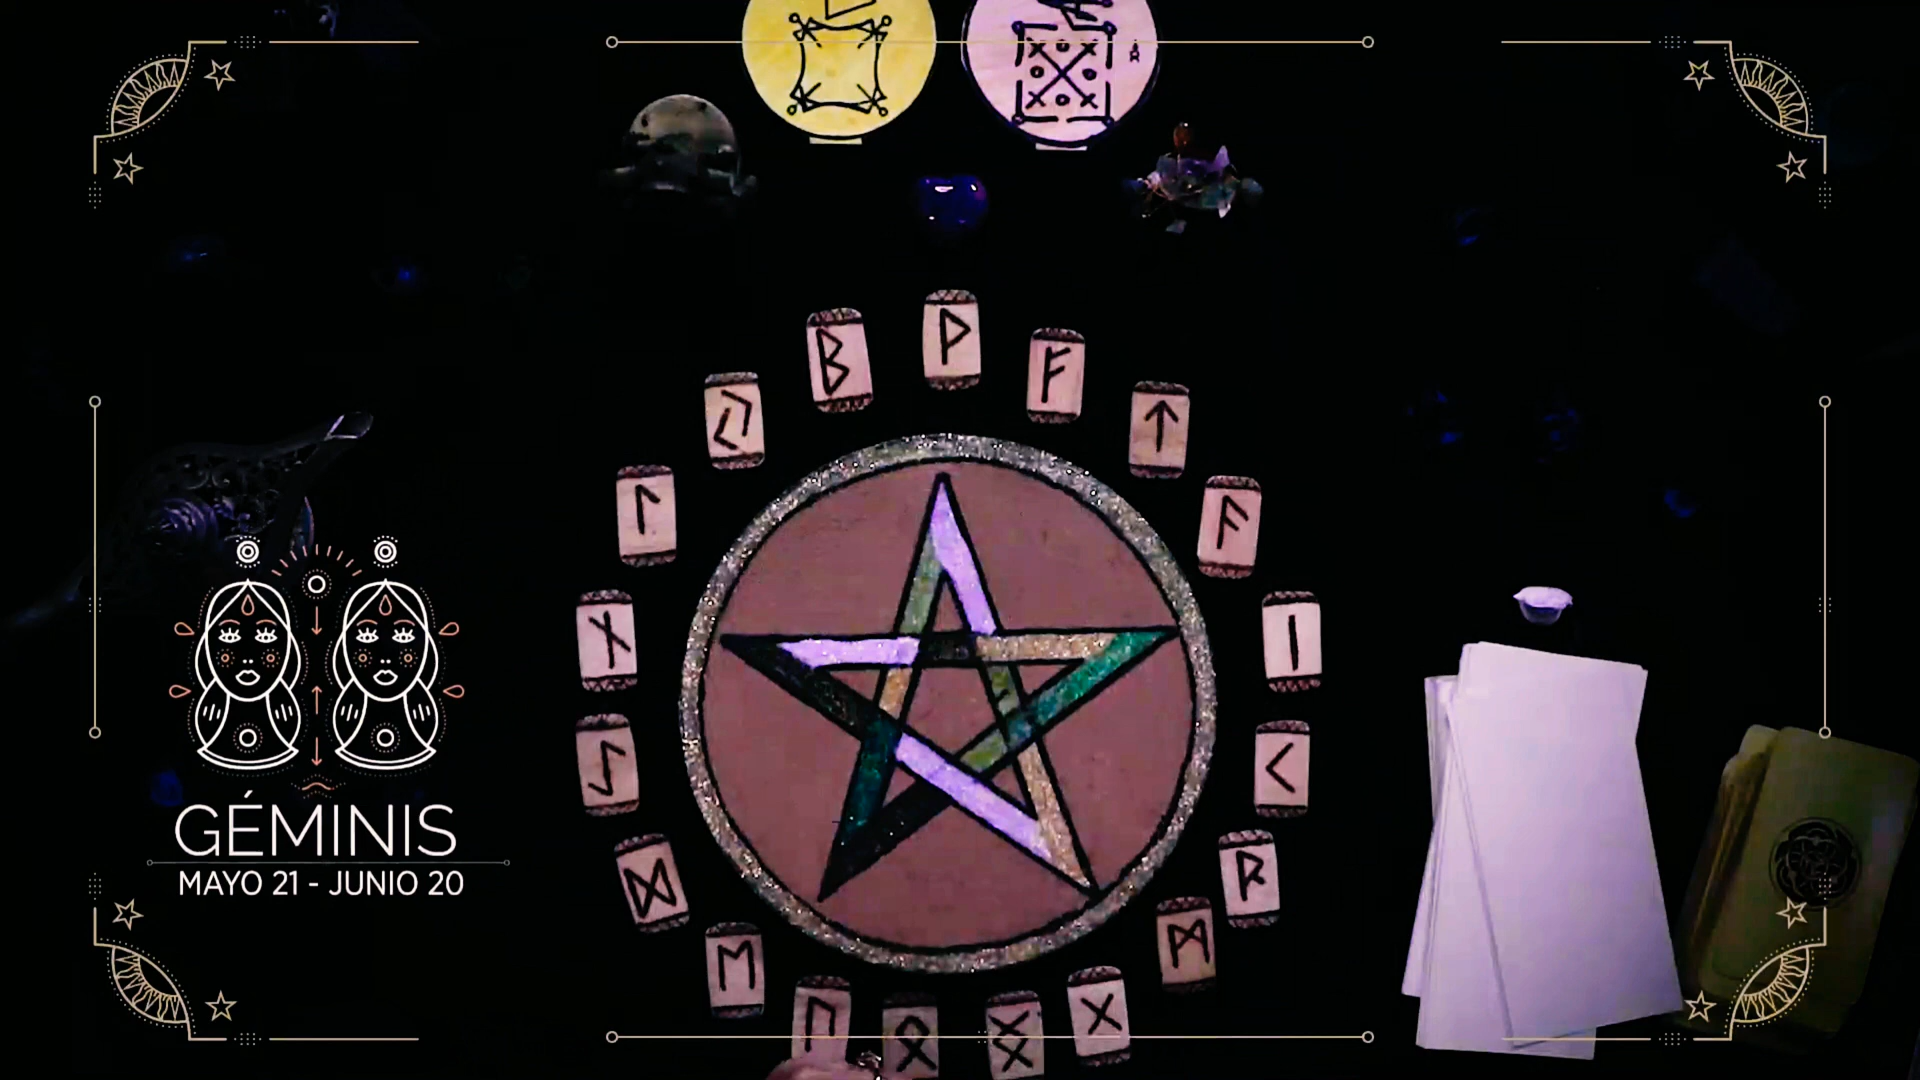 ᚹ
ᚠ
ᛏ
ᚨ
ᛁ
ᚲ
ᚱ
ᛗ
ᚷ
ᛟ
ᚢ
ᛖ
ᛞ
ᚾ
ᛚ
ᛒ
GÉMINIS
MAYO 21 - JUNIO 20